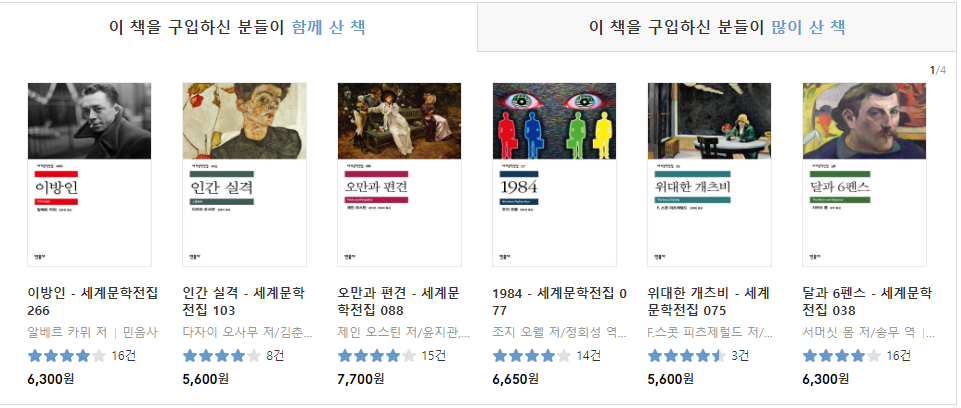 이 책을 구입하신 분들이 함께 산 책
이 책을 구입하신 분들이 많이 산 책
1/4
이방인
인간 실격
오만과 편견
1984
위대한 개츠비
달과 6펜스
이방인 - 세계문학전집
266
알베르 카뮈 저 | 민음사
16건
6,300원
인간 실격 - 세계문학
전집 103
다자이 오사무 저/김춘...
8건
5,600원
오만과 편견 - 세계문
학전집 088
제인 오스틴 저/윤지관,...
15건
7,700원
1984 - 세계문학전집 0
77
조지 오웰 저/정회성 역...
14건
6,650원
위대한 개츠비 - 세계
문학전집 075
F.스콧 피츠제럴드 저/...
3건
5,600원
달과 6펜스 - 세계문학
전집 038
서머싯 몸 저/송무 역 |...
16건
6,300원